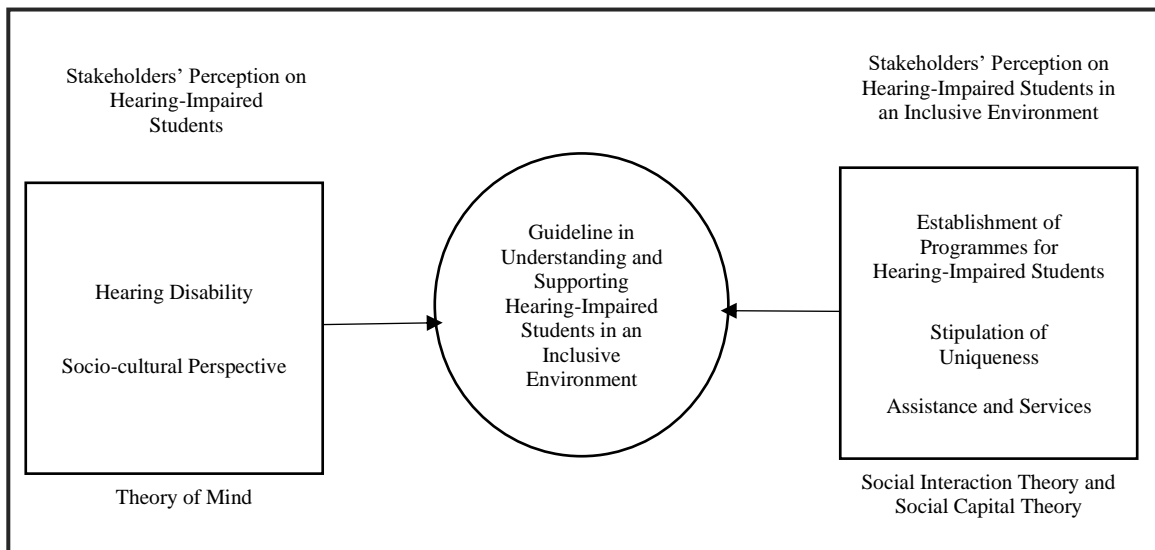 Stakeholders’ Perception on
Hearing-Impaired
Students
Hearing Disability
Socio-cultural Perspective
Theory of Mind
Guideline in
Understanding and
Supporting
Hearing-Impaired
Students in an
Inclusive
Environment
Stakeholders’ Perception on
Hearing-Impaired Students in
an Inclusive Environment
Establishment of
Programmes for
Hearing-Impaired Students
Stipulation of
Uniqueness
Assistance and Services
Social Interaction Theory and
Social Capital Theory